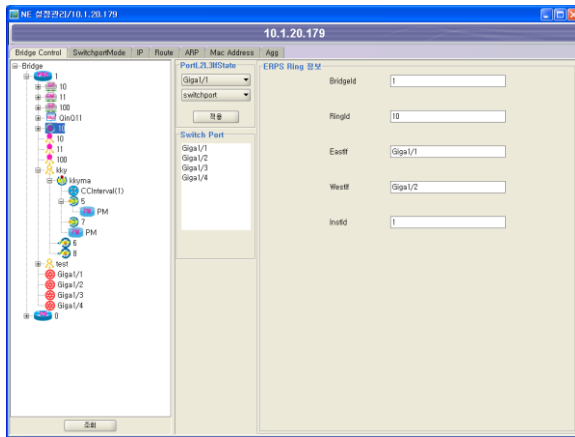 NE 설정관리/10.1.20.179
10.1.20.179
Bridge Control SwitchportMode IP Route ARP Mac Address Agg
Bridge
1
10
11
100
QinQ11
10
10
11
100
kky
kkyma
CCInterval(1)
5
PM
7
PM
6
8
test
Giga1/1
Giga1/2
Giga1/3
Giga1/4
0
조회
PortL2L3IfState
Giga1/1
switchport
적용
Switch Port
Giga1/1
Giga1/2
Giga1/3
Giga1/4
ERPS Ring 정보
BridgeId 1
RingId 10
EastIf Giga1/1
WestIf Giga1/2
InstId 1